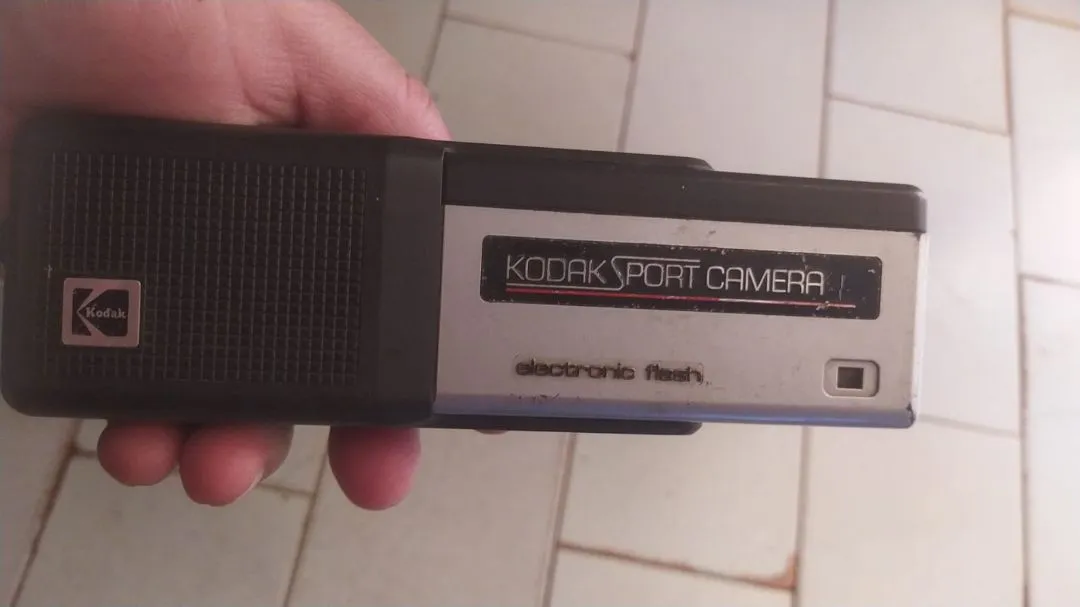 KODAK SPORT CAMERA
Kodak
electronic flash